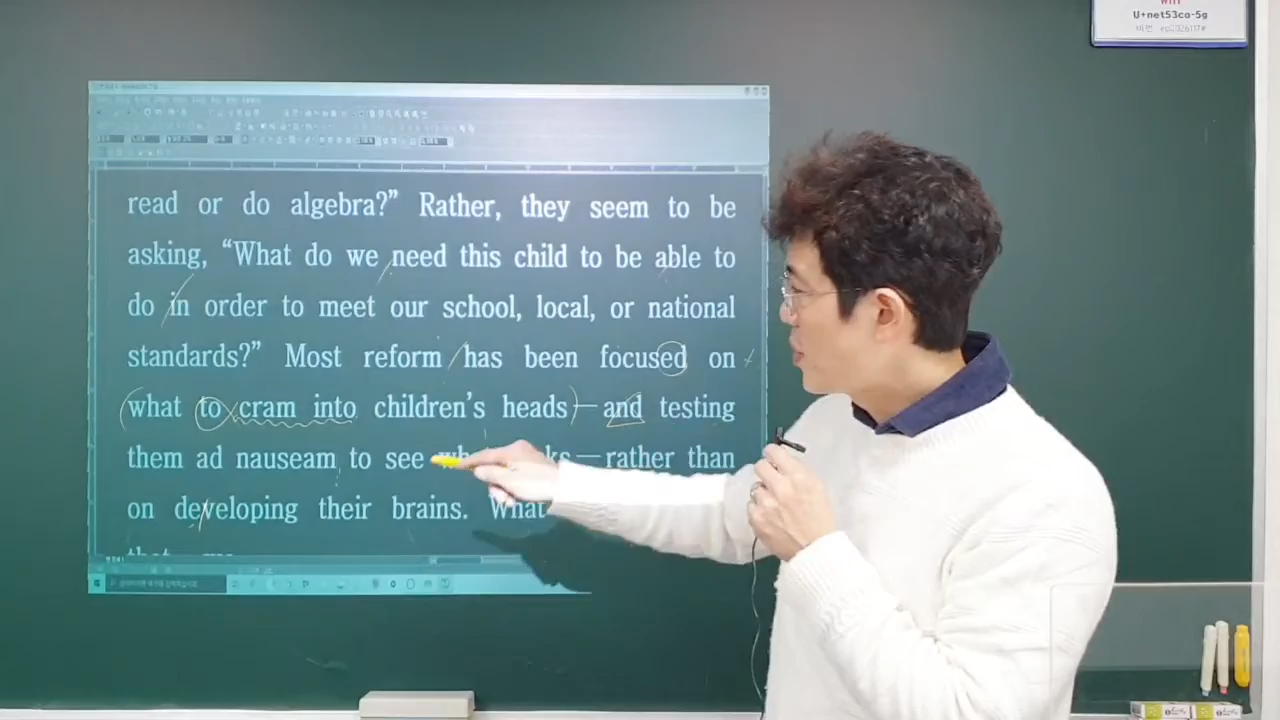 U+net53ca-5g
read or do algebra?” Rather, they seem to be
asking, “What do we need this child to be able to
do in order to meet our school, local, or national
standards?” Most reform has been focused on
what to cram into children’s heads—and testing
them ad nauseam to see —rather than
on developing their brains. What